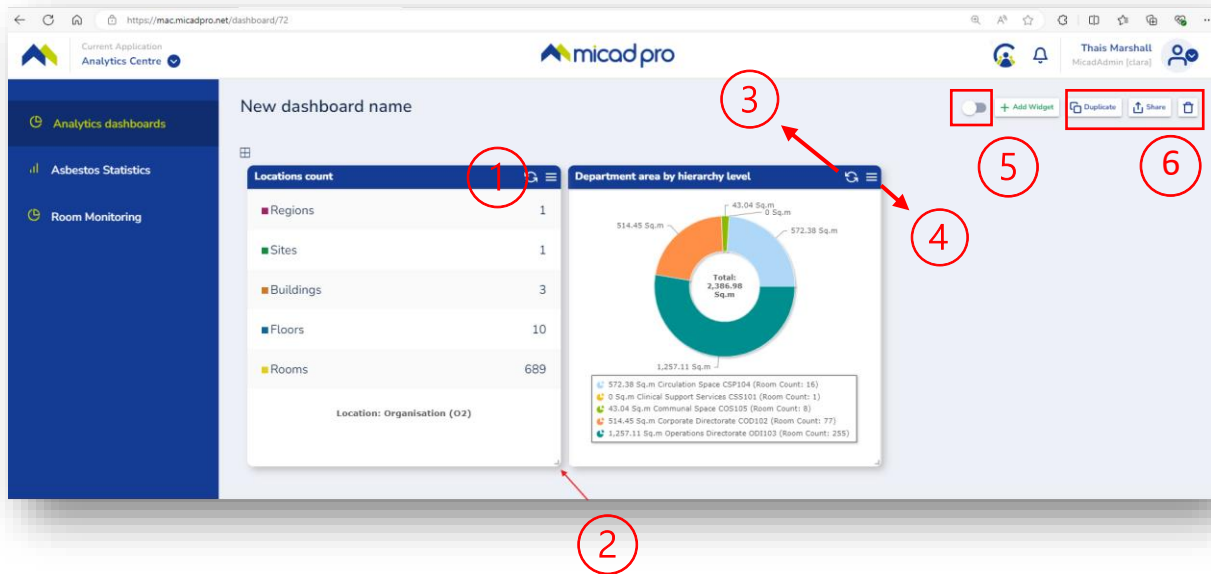 https://mac.micadpro.net/dashboard/72
Current Application
Analytics Centre
micad pro
Thais Marshall
MicadAdmin [clara]
Analytics dashboards
Asbestos Statistics
Room Monitoring
New dashboard name
3
+ Add Widget
Duplicate
Share
5
6
Locations count
1
Regions 1
Sites 1
Buildings 3
Floors 10
Rooms 689
Location: Organisation (O2)
2
Department area by hierarchy level
4
43.04 Sq.m
0 Sq.m
514.45 Sq.m
572.38 Sq.m
Total:
2,386.98
Sq.m
1,257.11 Sq.m
572.38 Sq.m Circulation Space CSP104 (Room Count: 16)
0 Sq.m Clinical Support Services CSS101 (Room Count: 1)
43.04 Sq.m Communal Space COS105 (Room Count: 8)
514.45 Sq.m Corporate Directorate COD102 (Room Count: 77)
1,257.11 Sq.m Operations Directorate ODI103 (Room Count: 255)